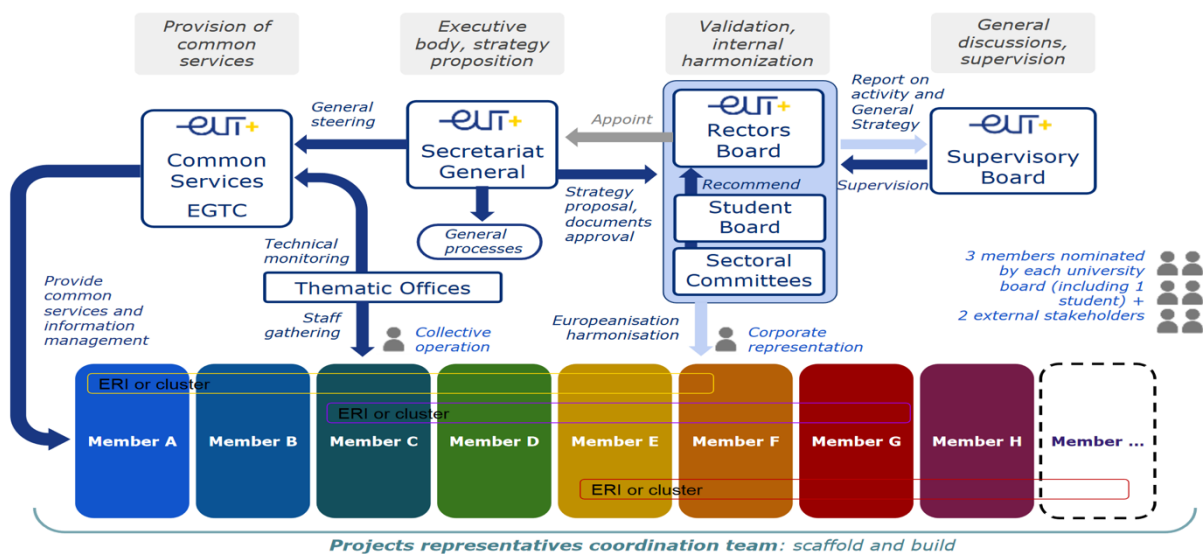 Provision of
common
services
Executive
body, strategy
proposition
Validation,
internal
harmonization
General
discussions,
supervision
EUT+
Common
Services
EGTC
General
steering
EUT+
Secretariat
General
Appoint
EUT+
Rectors
Board
Report on
activity and
General
Strategy
EUT+
Supervisory
Board
Supervision
Strategy
proposal,
documents
approval
Recommend
Student
Board
Sectoral
Committees
General
processes
Technical
monitoring
Thematic Offices
Staff
gathering
Collective
operation
Europeanisation
harmonisation
Corporate
representation
3 members nominated
by each university
board (including 1
student) +
2 external stakeholders
Provide
common
services and
information
management
ERI or cluster
ERI or cluster
Member A
Member B
Member C
Member D
Member E
Member F
Member G
Member H
Member ...
ERI or cluster
Projects representatives coordination team: scaffold and build